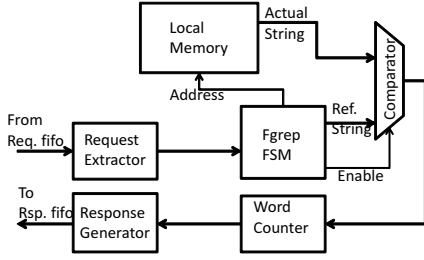 Local
Memory
Actual
String
Comparator
Address
From
Req. fifo
Request
Extractor
Fgrep
FSM
Ref.
String
Enable
To
Rsp. fifo
Response
Generator
Word
Counter